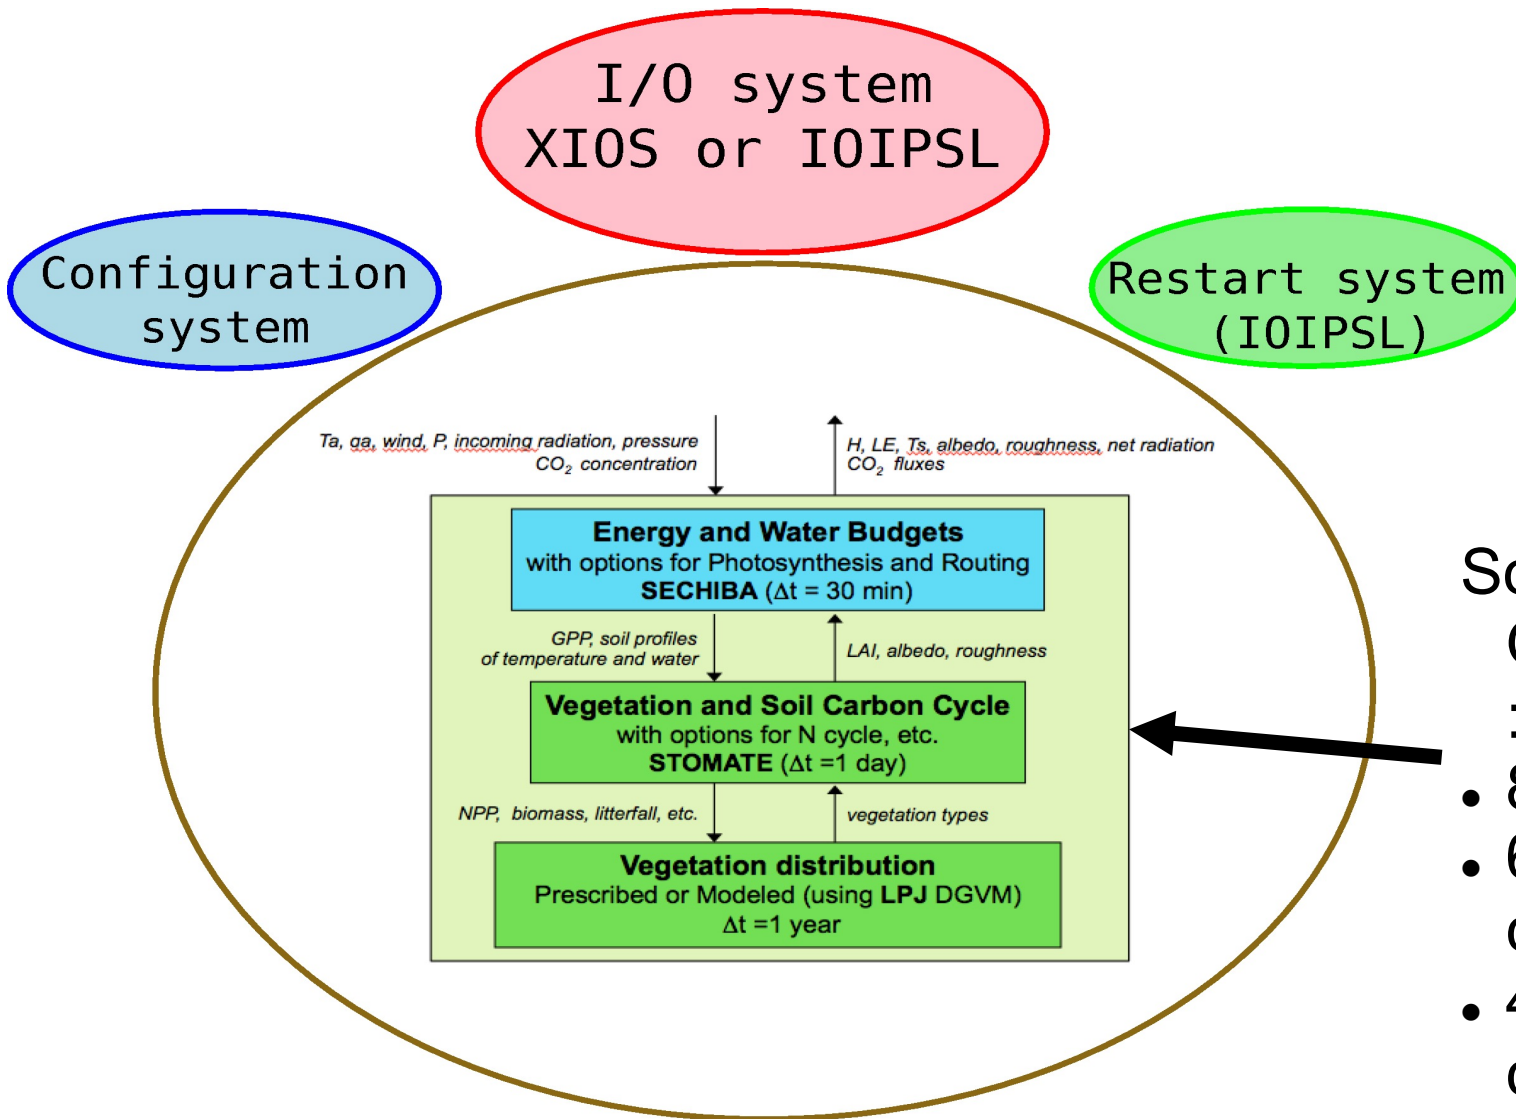 I/O system
XIOS or IOIPSL
Configuration
system
Restart system
(IOIPSL)
Ta, qa, wind, P, incoming radiation, pressure
CO2 concentration
H, LE, Ts, albedo, roughness, net radiation
CO2 fluxes
Energy and Water Budgets
with options for Photosynthesis and Routing
SECHIBA (Δt = 30 min)
GPP, soil profiles
of temperature and water
LAI, albedo, roughness
Vegetation and Soil Carbon Cycle
with options for N cycle, etc.
STOMATE (Δt =1 day)
NPP, biomass, litterfall, etc.
vegetation types
Vegetation distribution
Prescribed or Modeled (using LPJ DGVM)
Δt =1 year